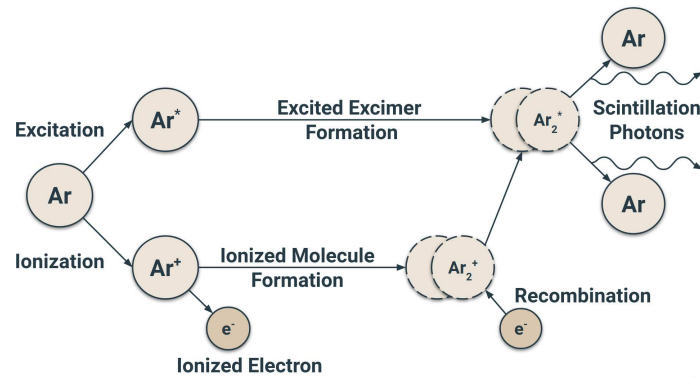 Ar
Excitation
Ar*
Excited Excimer
Formation
Ar₂*
Scintillation
Photons
Ar
Ar
Ionization
Ar⁺
Ionized Molecule
Formation
Ar₂⁺
Recombination
e⁻
e⁻
Ionized Electron
Ar